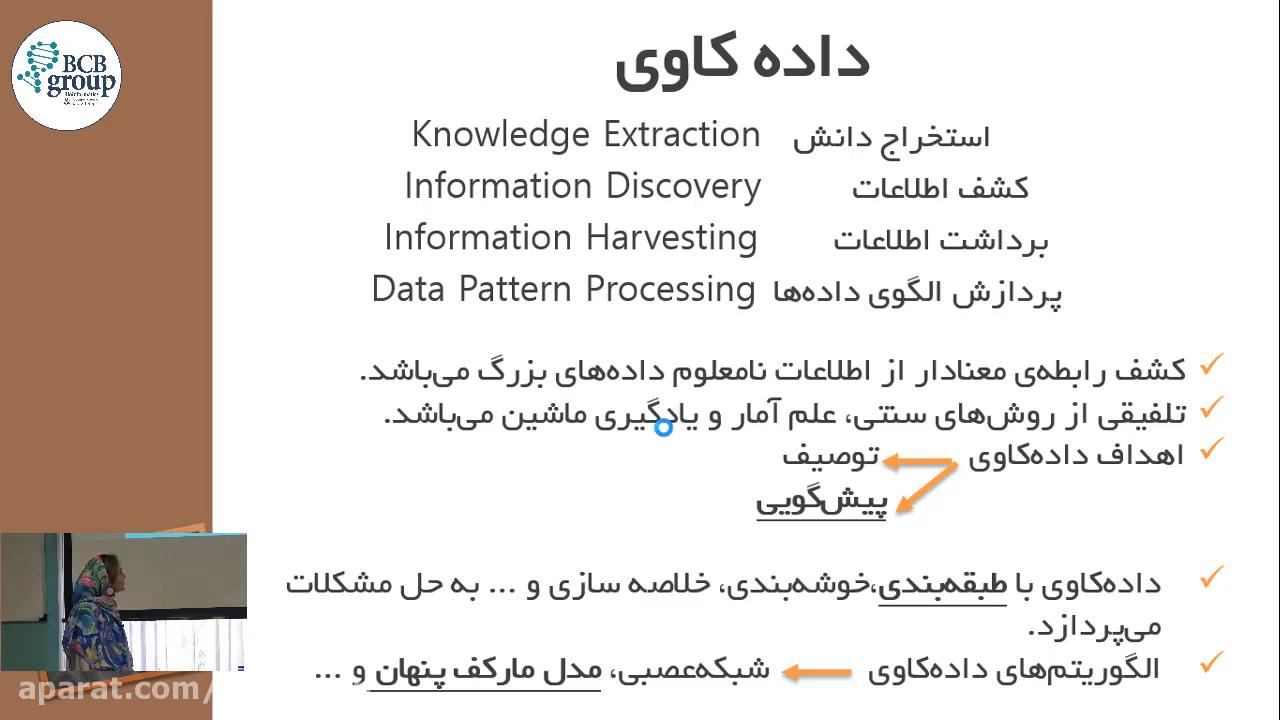 BCB
group
داده کاوی
استخراج دانش Knowledge Extraction
کشف اطلاعات Information Discovery
برداشت اطلاعات Information Harvesting
پردازش الگوی داده‌ها Data Pattern Processing
کشف رابطه‌ی معنادار از اطلاعات نامعلوم داده‌های بزرگ می‌باشد.
تلفیقی از روش‌های سنتی، علم آمار و یادگیری ماشین می‌باشد.
اهداف داده‌کاوی توصیف
پیش‌گویی
داده‌کاوی با طبقه‌بندی،خوشه‌بندی، خلاصه سازی و ... به حل مشکلات
می‌پردازد.
الگوریتم‌های داده‌کاوی شبکه‌عصبی، مدل مارکف پنهان و ...
aparat.com/